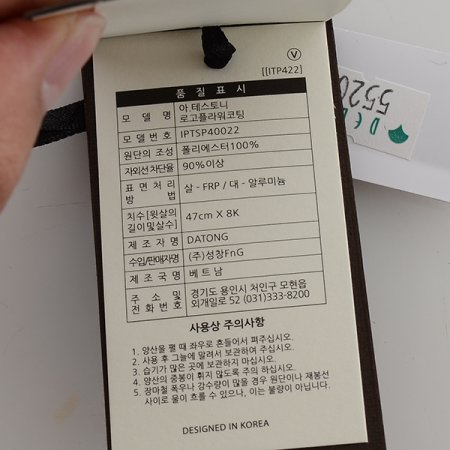 Ⓥ
[[ITP422]
품 질 표 시
모 델 명 아 테스토니
로고플라워코팅
모 델 번 호 IPTSP40022
원단의 조성 폴리에스터100%
자외선 차단율 90%이상
표 면 처 리
방 법 살 - FRP / 대 - 알루미늄
치수[윗살의
길이및살수] 47cm X 8K
제 조 자 명 DATONG
수입/판매자명 (주)성창FnG
제 조 국 명 베 트 남
주 소 및 경기도 용인시 처인구 모현읍
전 화 번 호 외개일로 52 (031)333-8200
사용상 주의사항
1. 양산을 펼 때 좌우로 흔들어서 펴주십시오.
2. 사용 후 그늘에 말려서 보관하여 주십시오.
3. 습기가 많은 곳에 보관하지 마십시오.
4. 양산의 중봉이 휘지 않도록 주의 하십시오.
5. 장마철 폭우나 강수량이 많을 경우 원단이나 재봉선
사이로 물이 흐를 수 있으나, 이는 불량이 아닙니다.
DESIGNED IN KOREA
5520